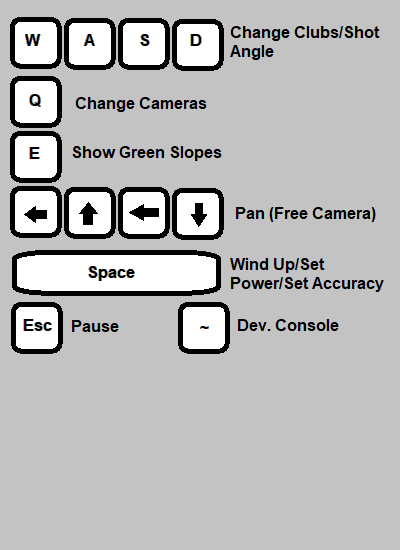 W A S D Change Clubs/Shot
Angle
Q Change Cameras
E Show Green Slopes
Pan (Free Camera)
Space Wind Up/Set
Power/Set Accuracy
Esc Pause ~ Dev. Console